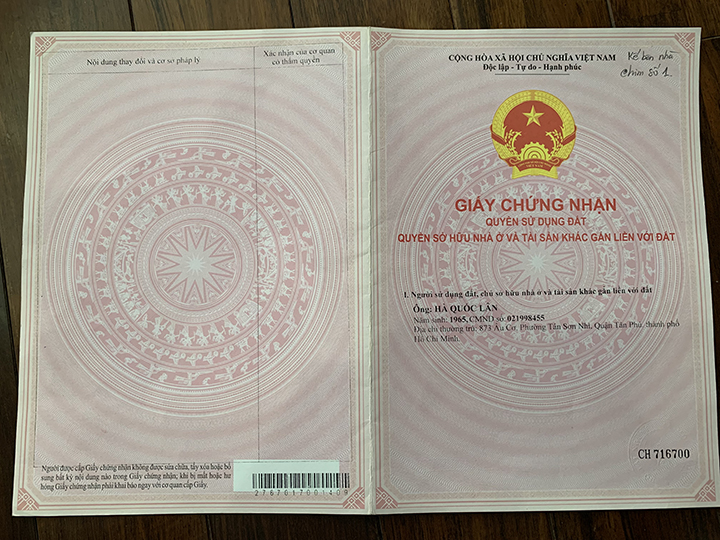 Nội dung thay đổi và cơ sở pháp lý
Xác nhận của cơ quan
có thẩm quyền
Người được cấp Giấy chứng nhận không được sửa chữa, tẩy xóa hoặc bổ
sung bất kỳ nội dung nào trong Giấy chứng nhận; khi bị mất hoặc hư
hỏng Giấy chứng nhận phải khai báo ngay với cơ quan cấp Giấy.
2787017001409
CỘNG HÒA XÃ HỘI CHỦ NGHĨA VIỆT NAM
Độc lập - Tự do - Hạnh phúc
Kế bên nhà
chim số 1.
GIẤY CHỨNG NHẬN
QUYỀN SỬ DỤNG ĐẤT
QUYỀN SỞ HỮU NHÀ Ở VÀ TÀI SẢN KHÁC GẮN LIỀN VỚI ĐẤT
I. Người sử dụng đất, chủ sở hữu nhà ở và tài sản khác gắn liền với đất
Ông: HÀ QUỐC LÂN
Năm sinh: 1965, CMND số: 021998455
Địa chỉ thường trú: 873 Âu Cơ, Phường Tân Sơn Nhì, Quận Tân Phú, thành phố
Hồ Chí Minh.
CH 716700